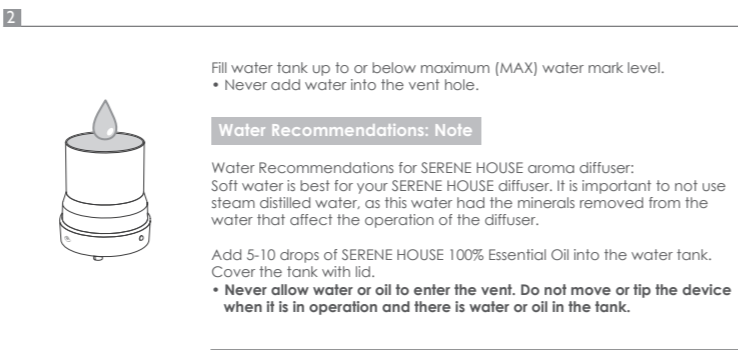 2
Fill water tank up to or below maximum (MAX) water mark level.
• Never add water into the vent hole.
Water Recommendations: Note
Water Recommendations for SERENE HOUSE aroma diffuser:
Soft water is best for your SERENE HOUSE diffuser. It is important to not use
steam distilled water, as this water had the minerals removed from the
water that affect the operation of the diffuser.
Add 5-10 drops of SERENE HOUSE 100% Essential Oil into the water tank.
Cover the tank with lid.
• Never allow water or oil to enter the vent. Do not move or tip the device
when it is in operation and there is water or oil in the tank.